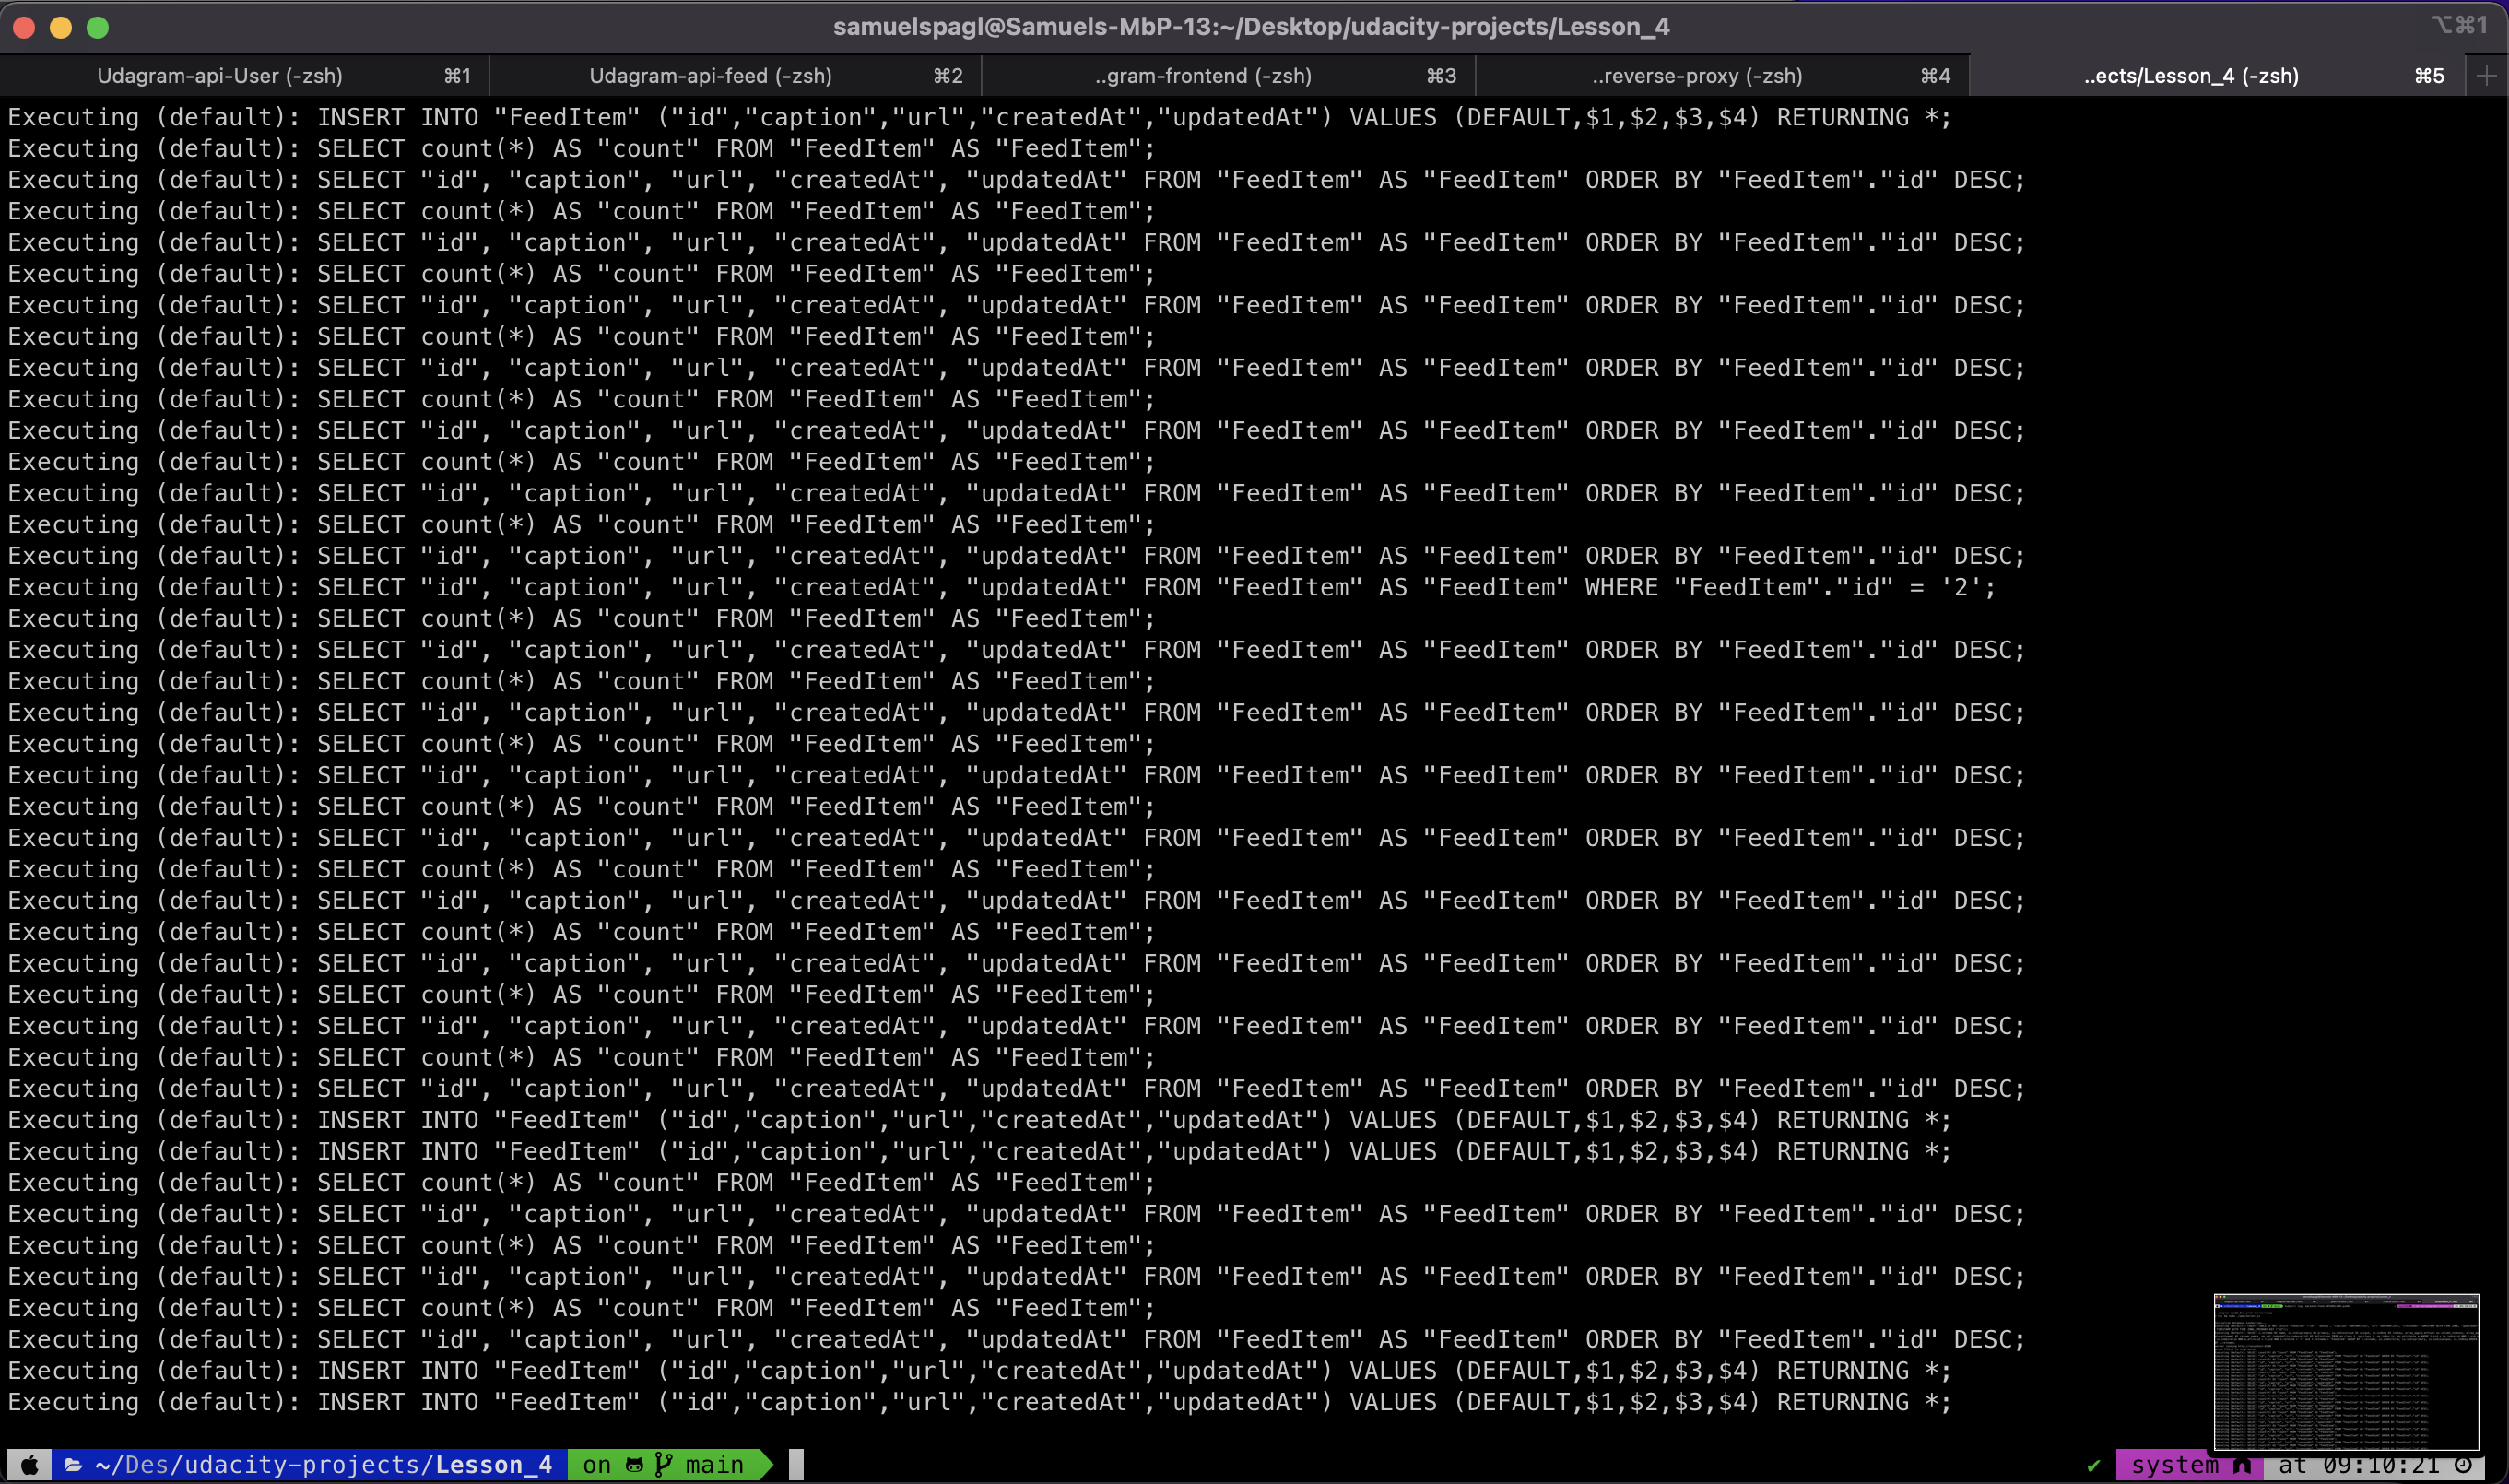 samuelspagl@Samuels-MbP-13:~/Desktop/udacity-projects/Lesson_4 ⌥⌘1
Udagram-api-User (-zsh) ⌘1 Udagram-api-feed (-zsh) ⌘2 ..gram-frontend (-zsh) ⌘3 ..reverse-proxy (-zsh) ⌘4 ..ects/Lesson_4 (-zsh) ⌘5
Executing (default): INSERT INTO "FeedItem" ("id","caption","url","createdAt","updatedAt") VALUES (DEFAULT,$1,$2,$3,$4) RETURNING *;
Executing (default): SELECT count(*) AS "count" FROM "FeedItem" AS "FeedItem";
Executing (default): SELECT "id", "caption", "url", "createdAt", "updatedAt" FROM "FeedItem" AS "FeedItem" ORDER BY "FeedItem"."id" DESC;
Executing (default): SELECT count(*) AS "count" FROM "FeedItem" AS "FeedItem";
Executing (default): SELECT "id", "caption", "url", "createdAt", "updatedAt" FROM "FeedItem" AS "FeedItem" ORDER BY "FeedItem"."id" DESC;
Executing (default): SELECT count(*) AS "count" FROM "FeedItem" AS "FeedItem";
Executing (default): SELECT "id", "caption", "url", "createdAt", "updatedAt" FROM "FeedItem" AS "FeedItem" ORDER BY "FeedItem"."id" DESC;
Executing (default): SELECT count(*) AS "count" FROM "FeedItem" AS "FeedItem";
Executing (default): SELECT "id", "caption", "url", "createdAt", "updatedAt" FROM "FeedItem" AS "FeedItem" ORDER BY "FeedItem"."id" DESC;
Executing (default): SELECT count(*) AS "count" FROM "FeedItem" AS "FeedItem";
Executing (default): SELECT "id", "caption", "url", "createdAt", "updatedAt" FROM "FeedItem" AS "FeedItem" ORDER BY "FeedItem"."id" DESC;
Executing (default): SELECT count(*) AS "count" FROM "FeedItem" AS "FeedItem";
Executing (default): SELECT "id", "caption", "url", "createdAt", "updatedAt" FROM "FeedItem" AS "FeedItem" ORDER BY "FeedItem"."id" DESC;
Executing (default): SELECT count(*) AS "count" FROM "FeedItem" AS "FeedItem";
Executing (default): SELECT "id", "caption", "url", "createdAt", "updatedAt" FROM "FeedItem" AS "FeedItem" ORDER BY "FeedItem"."id" DESC;
Executing (default): SELECT "id", "caption", "url", "createdAt", "updatedAt" FROM "FeedItem" AS "FeedItem" WHERE "FeedItem"."id" = '2';
Executing (default): SELECT count(*) AS "count" FROM "FeedItem" AS "FeedItem";
Executing (default): SELECT "id", "caption", "url", "createdAt", "updatedAt" FROM "FeedItem" AS "FeedItem" ORDER BY "FeedItem"."id" DESC;
Executing (default): SELECT count(*) AS "count" FROM "FeedItem" AS "FeedItem";
Executing (default): SELECT "id", "caption", "url", "createdAt", "updatedAt" FROM "FeedItem" AS "FeedItem" ORDER BY "FeedItem"."id" DESC;
Executing (default): SELECT count(*) AS "count" FROM "FeedItem" AS "FeedItem";
Executing (default): SELECT "id", "caption", "url", "createdAt", "updatedAt" FROM "FeedItem" AS "FeedItem" ORDER BY "FeedItem"."id" DESC;
Executing (default): SELECT count(*) AS "count" FROM "FeedItem" AS "FeedItem";
Executing (default): SELECT "id", "caption", "url", "createdAt", "updatedAt" FROM "FeedItem" AS "FeedItem" ORDER BY "FeedItem"."id" DESC;
Executing (default): SELECT count(*) AS "count" FROM "FeedItem" AS "FeedItem";
Executing (default): SELECT "id", "caption", "url", "createdAt", "updatedAt" FROM "FeedItem" AS "FeedItem" ORDER BY "FeedItem"."id" DESC;
Executing (default): SELECT count(*) AS "count" FROM "FeedItem" AS "FeedItem";
Executing (default): SELECT "id", "caption", "url", "createdAt", "updatedAt" FROM "FeedItem" AS "FeedItem" ORDER BY "FeedItem"."id" DESC;
Executing (default): SELECT count(*) AS "count" FROM "FeedItem" AS "FeedItem";
Executing (default): SELECT "id", "caption", "url", "createdAt", "updatedAt" FROM "FeedItem" AS "FeedItem" ORDER BY "FeedItem"."id" DESC;
Executing (default): SELECT count(*) AS "count" FROM "FeedItem" AS "FeedItem";
Executing (default): SELECT "id", "caption", "url", "createdAt", "updatedAt" FROM "FeedItem" AS "FeedItem" ORDER BY "FeedItem"."id" DESC;
Executing (default): INSERT INTO "FeedItem" ("id","caption","url","createdAt","updatedAt") VALUES (DEFAULT,$1,$2,$3,$4) RETURNING *;
Executing (default): INSERT INTO "FeedItem" ("id","caption","url","createdAt","updatedAt") VALUES (DEFAULT,$1,$2,$3,$4) RETURNING *;
Executing (default): SELECT count(*) AS "count" FROM "FeedItem" AS "FeedItem";
Executing (default): SELECT "id", "caption", "url", "createdAt", "updatedAt" FROM "FeedItem" AS "FeedItem" ORDER BY "FeedItem"."id" DESC;
Executing (default): SELECT count(*) AS "count" FROM "FeedItem" AS "FeedItem";
Executing (default): SELECT "id", "caption", "url", "createdAt", "updatedAt" FROM "FeedItem" AS "FeedItem" ORDER BY "FeedItem"."id" DESC;
Executing (default): SELECT count(*) AS "count" FROM "FeedItem" AS "FeedItem";
Executing (default): SELECT "id", "caption", "url", "createdAt", "updatedAt" FROM "FeedItem" AS "FeedItem" ORDER BY "FeedItem"."id" DESC;
Executing (default): INSERT INTO "FeedItem" ("id","caption","url","createdAt","updatedAt") VALUES (DEFAULT,$1,$2,$3,$4) RETURNING *;
Executing (default): INSERT INTO "FeedItem" ("id","caption","url","createdAt","updatedAt") VALUES (DEFAULT,$1,$2,$3,$4) RETURNING *;
~/Des/udacity-projects/Lesson_4 on main ✔ system at 09:10:21